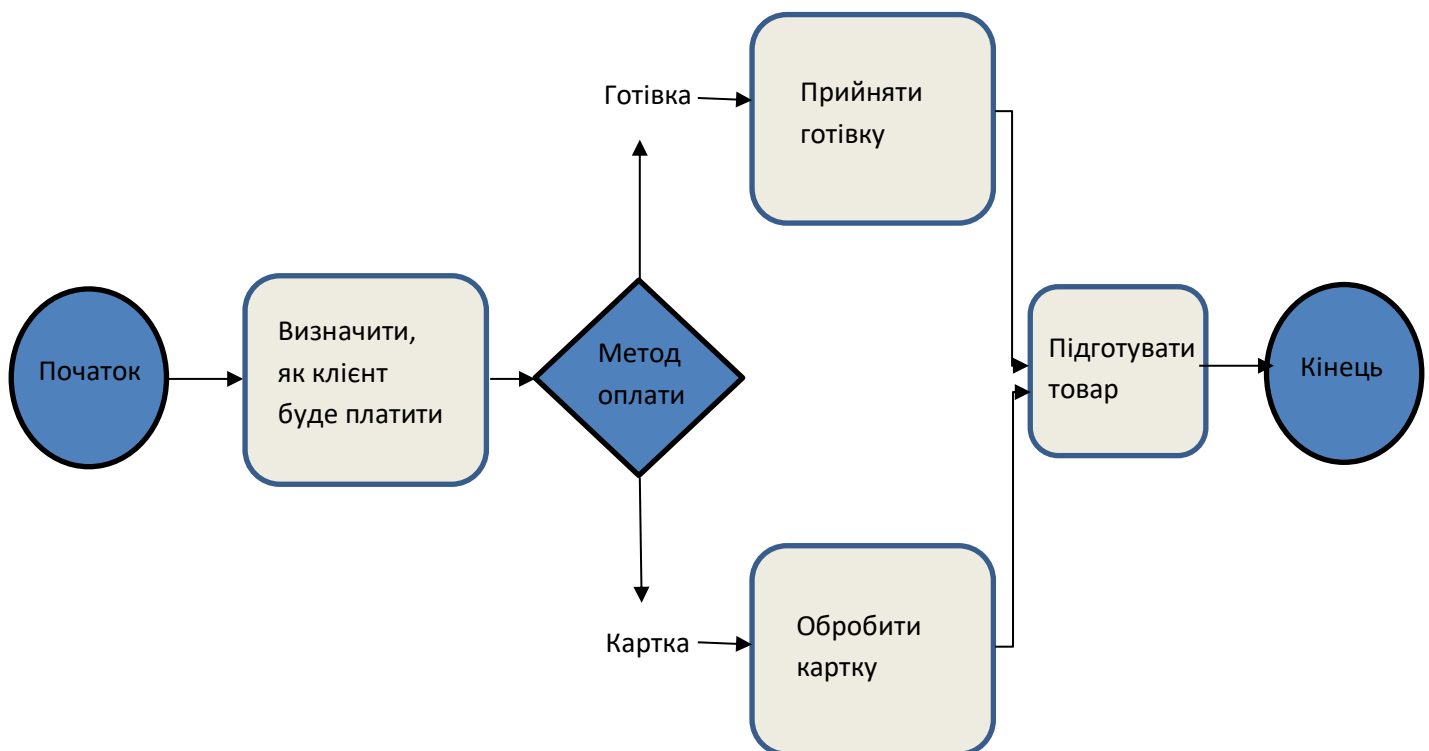 Початок
Визначити,
як клієнт
буде платити
Метод
оплати
Готівка
Прийняти
готівку
Картка
Обробити
картку
Підготувати
товар
Кінець